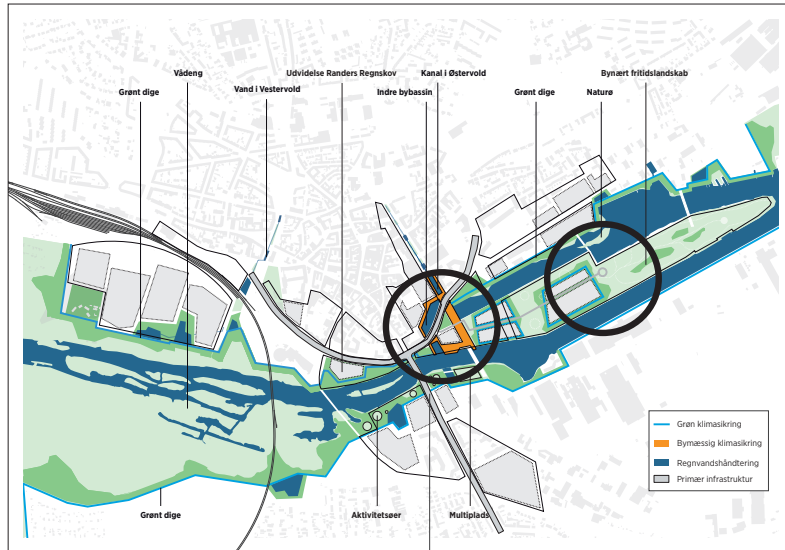 Vådeng
Udvidelse Randers Regnskov
Kanal i Østervold
Bynært fritidslandskab
Grønt dige
Vand i Vestervold
Indre bybassin
Grønt dige
Naturø
Grøn klimasikring
Bymæssig klimasikring
Regnvandshåndtering
Primær infrastruktur
Grønt dige
Aktivitetsøer
Multiplads